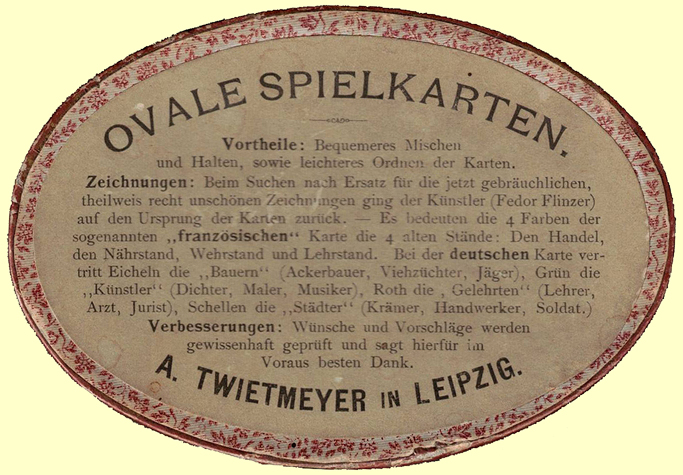 OVALE SPIELKARTEN.
Vortheile: Bequemeres Mischen
und Halten, sowie leichteres Ordnen der Karten.
Zeichnungen: Beim Suchen nach Ersatz für die jetzt gebräuchlichen,
theilweis recht unschönen Zeichnungen ging der Künstler (Fedor Flinzer)
auf den Ursprung der Karten zurück. — Es bedeuten die 4 Farben der
sogenannten „französischen“ Karte die 4 alten Stände: Den Handel,
den Nährstand, Wehrstand und Lehrstand. Bei der deutschen Karte ver-
tritt Eicheln die „Bauern“ (Ackerbauer, Viehzüchter, Jäger), Grün die
„Künstler“ (Dichter, Maler, Musiker), Roth die „Gelehrten“ (Lehrer,
Arzt, Jurist), Schellen die „Städter“ (Krämer, Handwerker, Soldat.)
Verbesserungen: Wünsche und Vorschläge werden
gewissenhaft geprüft und sagt hierfür im
Voraus besten Dank.
A. TWIETMEYER IN LEIPZIG.